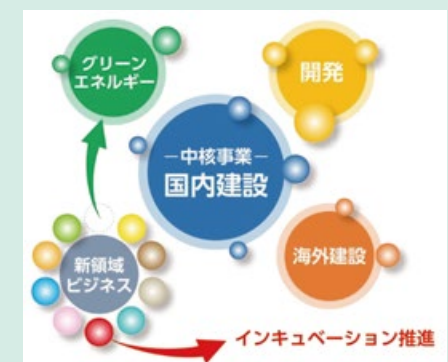 グリーン
エネルギー
開発
－中核事業－
国内建設
新領域
ビジネス
海外建設
インキュベーション推進